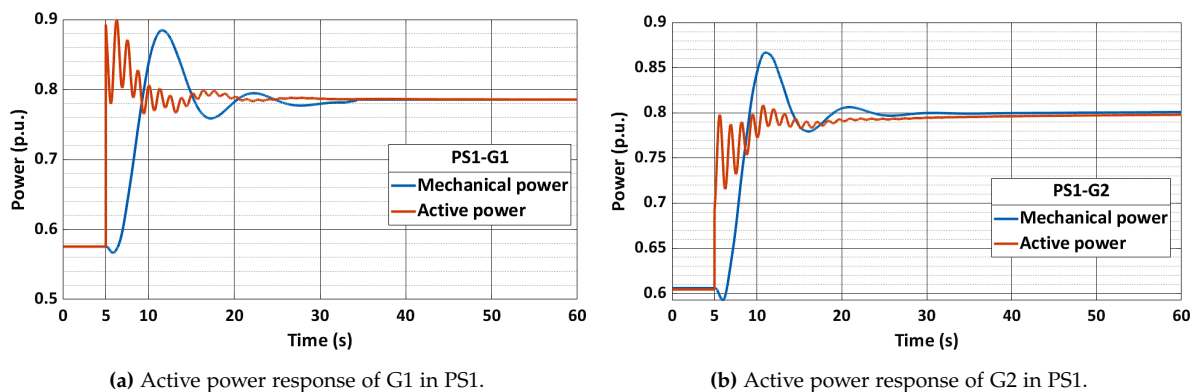 0.9
0.8
0.7
0.6
0.5
Power (p.u.)
PS1-G1
Mechanical power
Active power
0 5 10 20 30 40 50 60
Time (s)
(a) Active power response of G1 in PS1.
0.9
0.85
0.8
0.75
0.7
0.65
0.6
Power (p.u.)
PS1-G2
Mechanical power
Active power
0 5 10 20 30 40 50 60
Time (s)
(b) Active power response of G2 in PS1.